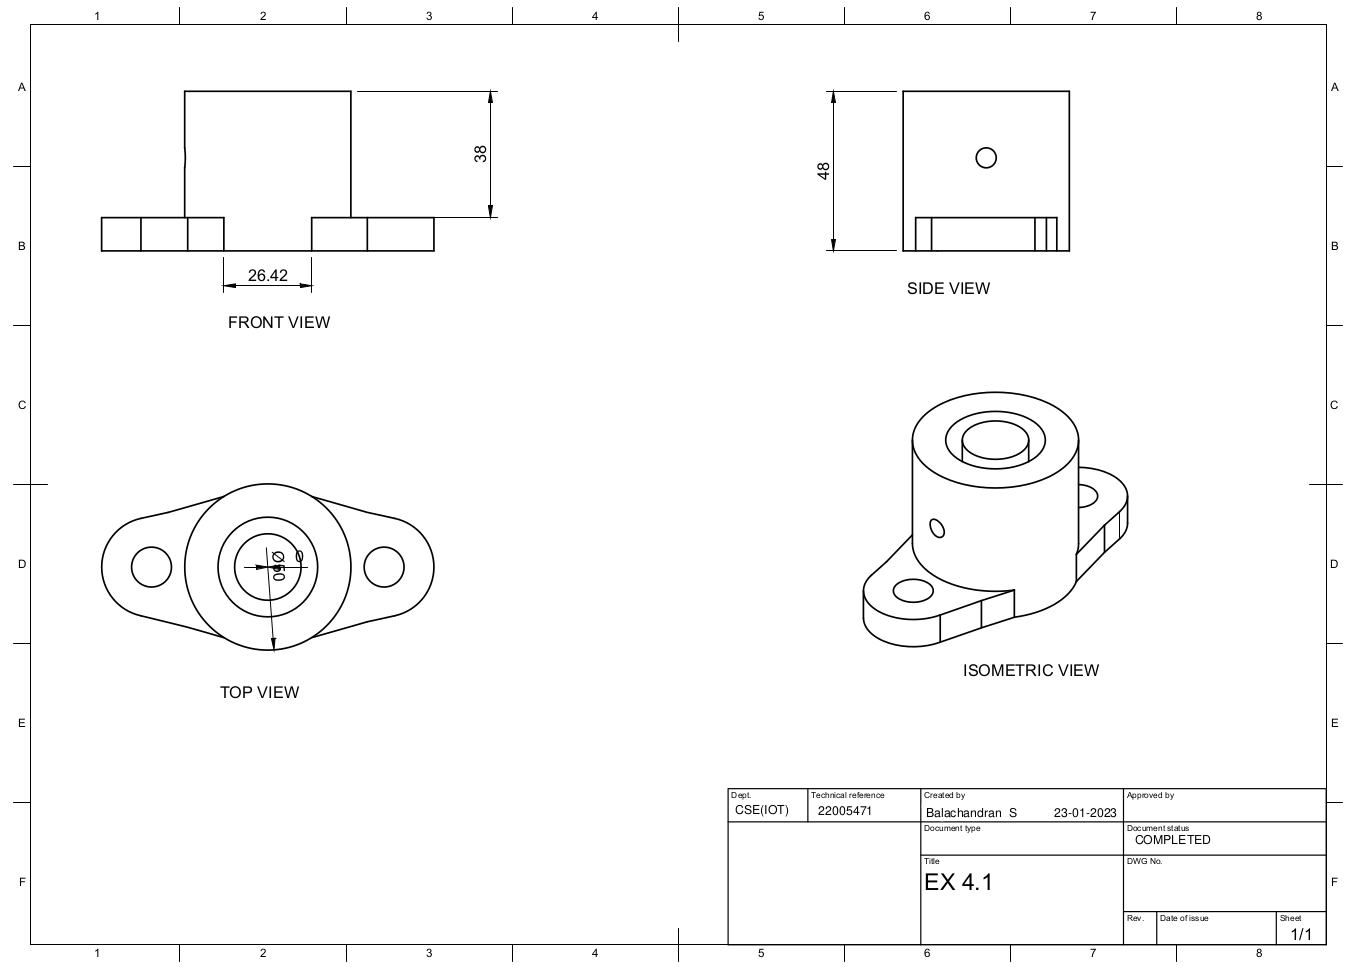 1 2 3 4 5 6 7 8
A A
38
48
B B
26.42
SIDE VIEW
FRONT VIEW
C C
D D
ISOMETRIC VIEW
TOP VIEW
E E
Dept. Technical reference Created by Approved by
CSE(IOT) 22005471 Balachandran S 23-01-2023
Document type Document status
COMPLETED
Title DWG No.
EX 4.1
F F
Rev. Date of issue Sheet
1/1
1 2 3 4 5 6 7 8